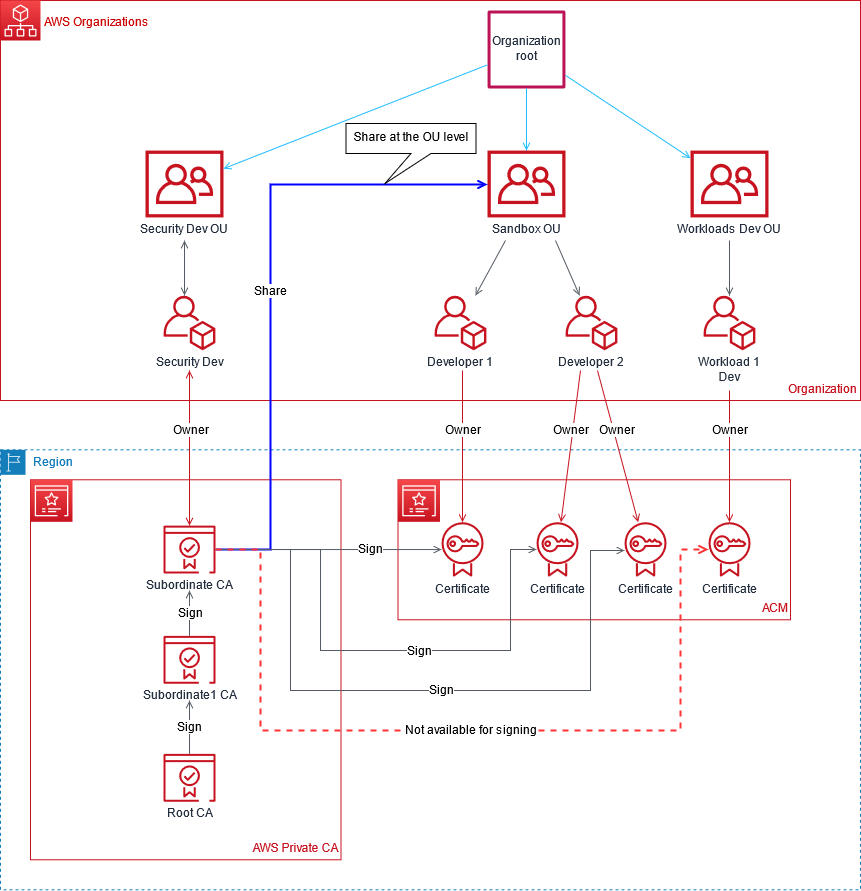 AWS Organizations
Organization
root
Share at the OU level
Security Dev OU
Sandbox OU
Workloads Dev OU
Share
Security Dev
Developer 1
Developer 2
Workload 1
Dev
Organization
Owner
Owner
Owner
Owner
Owner
Region
Sign
Subordinate CA
Certificate
Certificate
Certificate
Certificate
ACM
Sign
Sign
Subordinate1 CA
Sign
Sign
Not available for signing
Root CA
AWS Private CA